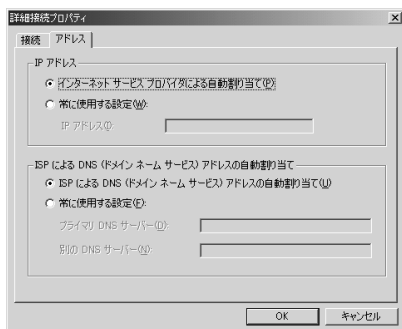 詳細接続プロパティ
接続 アドレス
IP アドレス
インターネット サービス プロバイダによる自動割り当て(P)
常に使用する設定(W):
IP アドレス(I):
ISP による DNS (ドメイン ネーム サービス) アドレスの自動割り当て
ISP による DNS (ドメイン ネーム サービス) アドレスの自動割り当て(U)
常に使用する設定(F):
プライマリ DNS サーバー(D):
別の DNS サーバー(N):
OK キャンセル